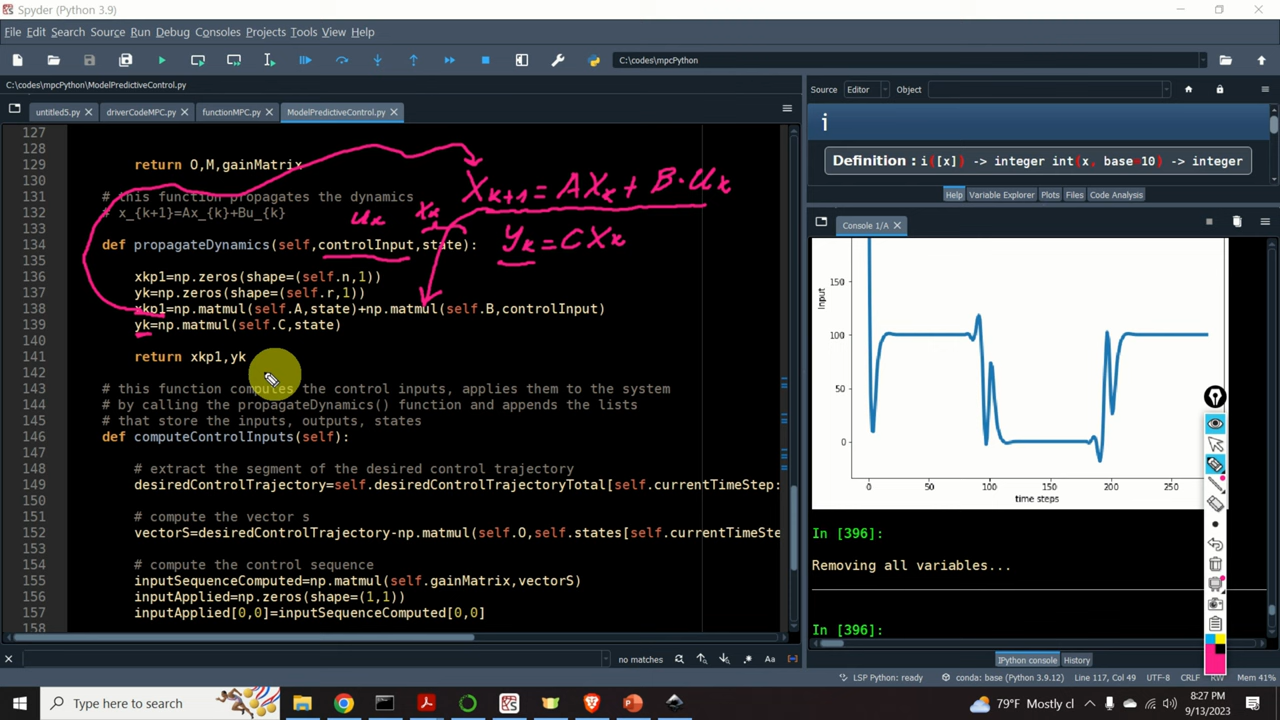 Spyder (Python 3.9)
File Edit Search Source Run Debug Consoles Projects Tools View Help
C:\codes\mpcPython
C:\codes\mpcPython\ModelPredictiveControl.py
untitled5.py
driverCodeMPC.py
functionMPC.py
ModelPredictiveControl.py
127
128
129 return O,M,gainMatrix
130
131 # this function propagates the dynamics
132 # x_{k+1}=Ax_{k}+Bu_{k}
133
134 def propagateDynamics(self,controlInput,state):
135
136 xkp1=np.zeros(shape=(self.n,1))
137 yk=np.zeros(shape=(self.r,1))
138 xkp1=np.matmul(self.A,state)+np.matmul(self.B,controlInput)
139 yk=np.matmul(self.C,state)
140
141 return xkp1,yk
142
143 # this function computes the control inputs, applies them to the system
144 # by calling the propagateDynamics() function and appends the lists
145 # that store the inputs, outputs, states
146 def computeControlInputs(self):
147
148 # extract the segment of the desired control trajectory
149 desiredControlTrajectory=self.desiredControlTrajectoryTotal[self.currentTimeStep:
150
151 # compute the vector s
152 vectorS=desiredControlTrajectory-np.matmul(self.O,self.states[self.currentTimeSte
153
154 # compute the control sequence
155 inputSequenceComputed=np.matmul(self.gainMatrix,vectorS)
156 inputApplied=np.zeros(shape=(1,1))
157 inputApplied[0,0]=inputSequenceComputed[0,0]
158
Xk+1 = AXk + B·Uk
Yk = CXk
uk
Xk
no matches
Aa
Source Editor Object
i
Definition : i([x]) -> integer int(x, base=10) -> integer
Help Variable Explorer Plots Files Code Analysis
Console 1/A
Input
100
50
0
0 50 100 150 200 250
time steps
In [396]:
Removing all variables...
In [396]:
IPython console History
LSP Python: ready conda: base (Python 3.9.12) Line 117, Col 48 UTF-8 CRLF RW Mem 41%
Type here to search
79°F Mostly cl
8:27 PM
9/13/2023